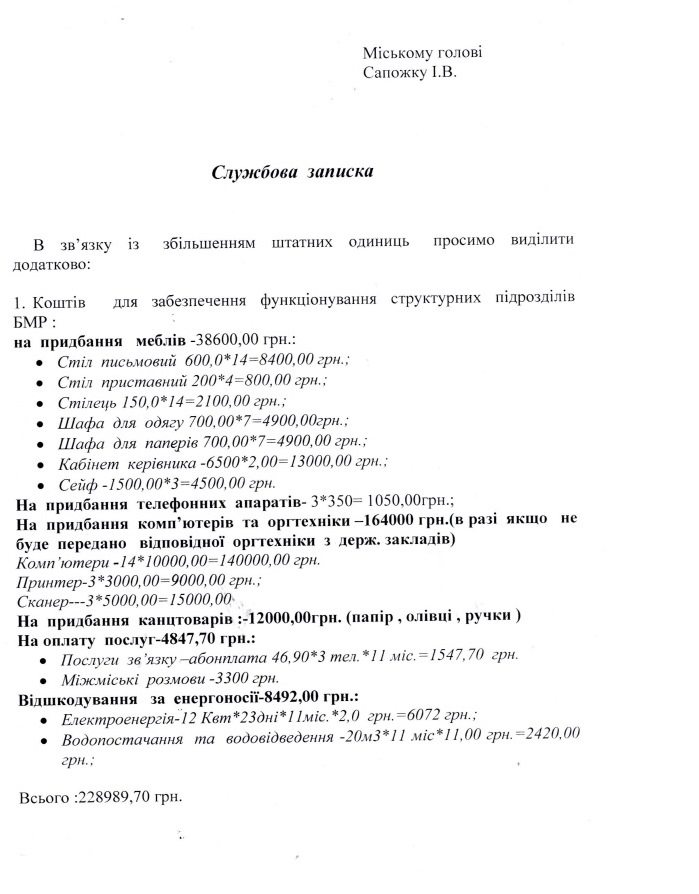 Міському голові
Сапожку І.В.
Службова записка
В зв’язку із збільшенням штатних одиниць просимо виділити
додатково:
1. Коштів для забезпечення функціонування структурних підрозділів
БМР :
на придбання меблів -38600,00 грн.:
• Стіл письмовий 600,0*14=8400,00 грн.;
• Стіл приставний 200*4=800,00 грн.;
• Стілець 150,0*14=2100,00 грн.;
• Шафа для одягу 700,00*7=4900,00грн.;
• Шафа для паперів 700,00*7=4900,00 грн.;
• Кабінет керівника -6500*2,00=13000,00 грн.;
• Сейф -1500,00*3=4500,00 грн.
На придбання телефонних апаратів- 3*350= 1050,00грн.;
На придбання комп’ютерів та оргтехніки –164000 грн.(в разі якщо не
буде передано відповідної оргтехніки з держ. закладів)
Комп’ютери -14*10000,00=140000,00 грн.
Принтер-3*3000,00=9000,00 грн.;
Сканер---3*5000,00=15000,00
На придбання канцтоварів :-12000,00грн. (папір , олівці , ручки )
На оплату послуг-4847,70 грн.:
• Послуги зв’язку –абонплата 46,90*3 тел.*11 міс.=1547,70 грн.
• Міжміські розмови -3300 грн.
Відшкодування за енергоносії-8492,00 грн.:
• Електроенергія-12 Квт*23дні*11міс.*2,0 грн.=6072 грн.;
• Водопостачання та водовідведення -20м3*11 міс*11,00 грн.=2420,00
грн.;
Всього :228989,70 грн.